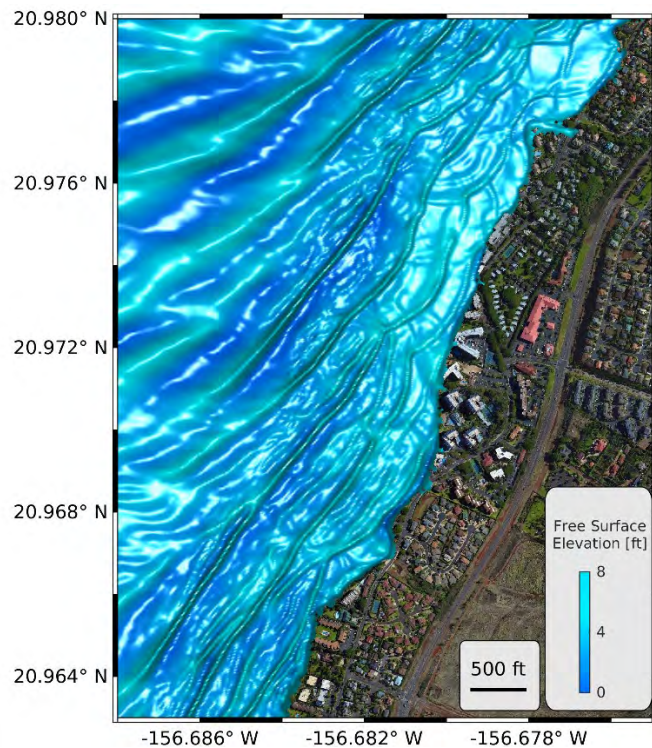 20.980° N
20.976° N
20.972° N
20.968° N
20.964° N
Free Surface
Elevation [ft]
8
4
0
500 ft
-156.686° W
-156.682° W
-156.678° W